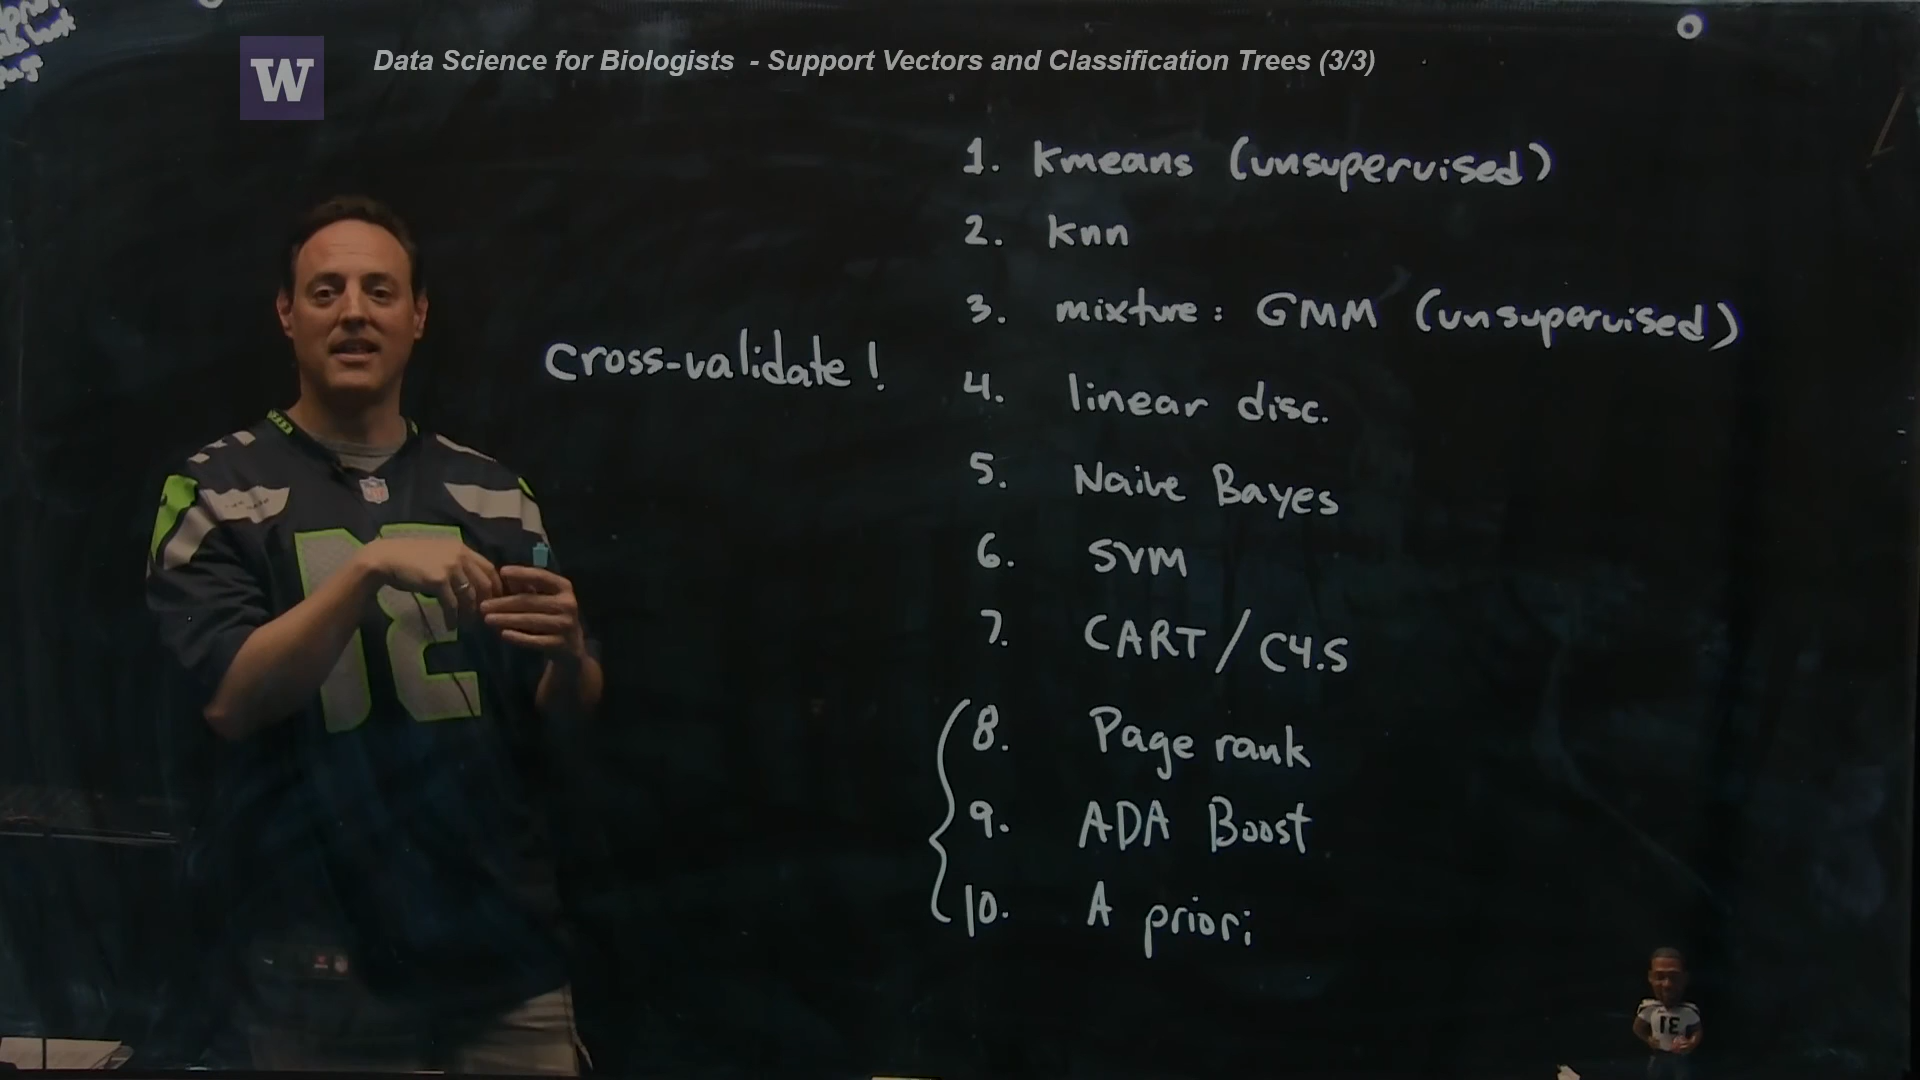 W
Data Science for Biologists - Support Vectors and Classification Trees (3/3)
1. Kmeans (unsupervised)
2. Knn
3. mixture: GMM (unsupervised)
cross-validate!
4. linear disc.
5. Naive Bayes
6. SVM
7. CART/C4.5
8. Page rank
9. ADA Boost
10. A priori